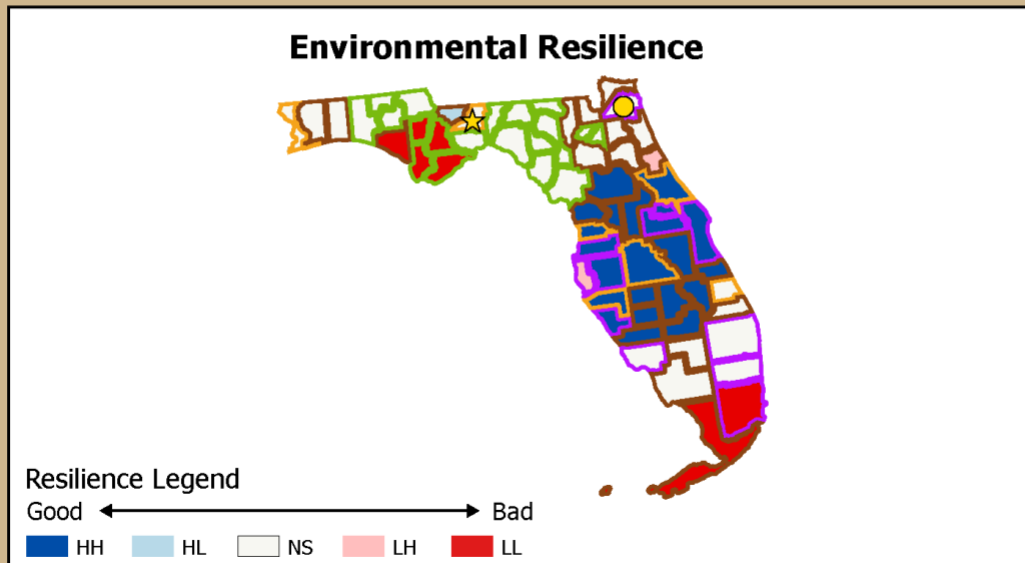 Environmental Resilience
Resilience Legend
Good Bad
HH HL NS LH LL